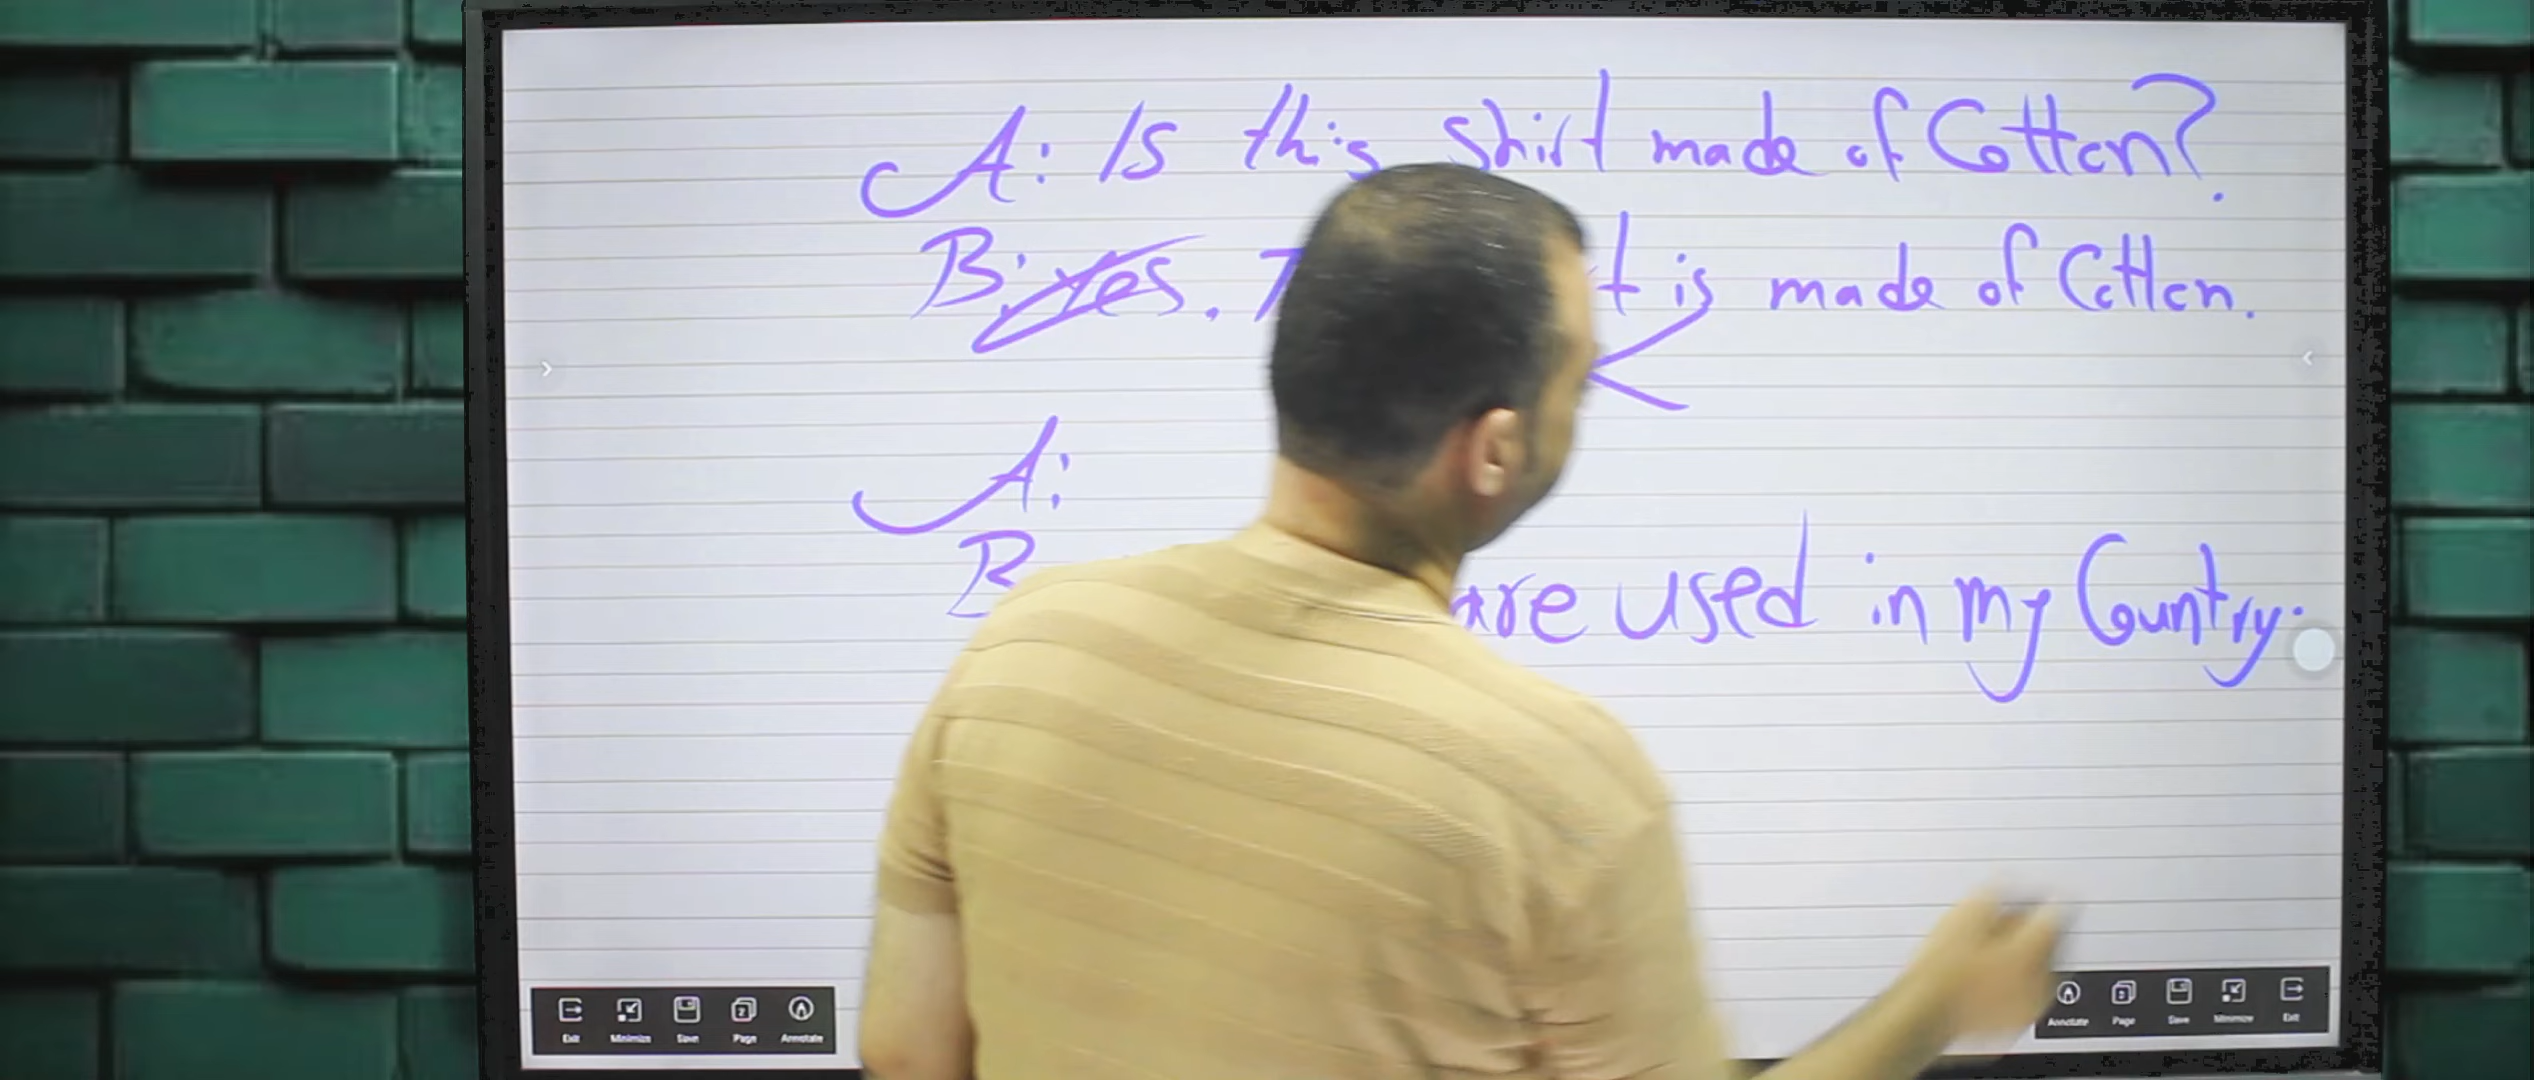 A: Is this shirt made of Cotton?
B: Yes. is made of Cotton.
A:
B are used in my Country.
Exit Minimize Save Page Annotate
Annotate Page Save Minimize Exit